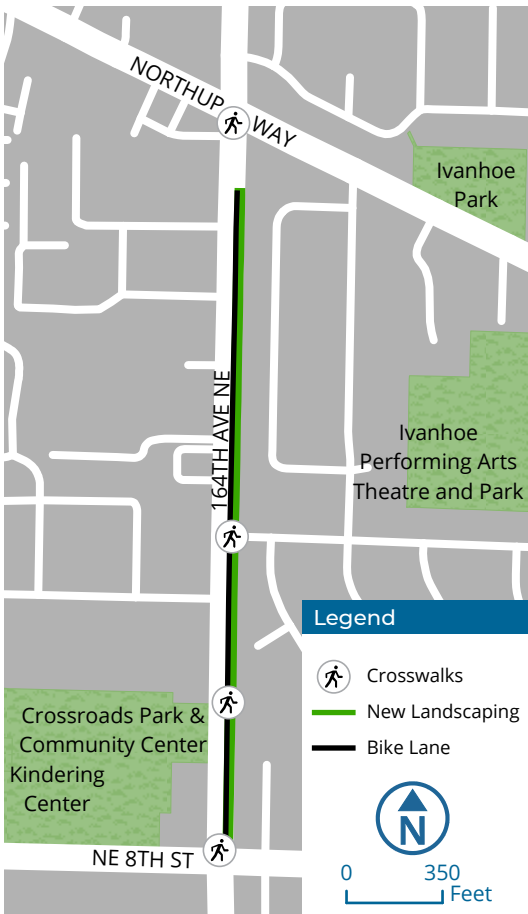 NORTHUP WAY
Ivanhoe
Park
164TH AVE NE
Ivanhoe
Performing Arts
Theatre and Park
Crossroads Park &
Community Center
Kindering
Center
NE 8TH ST
Legend
Crosswalks
New Landscaping
Bike Lane
N
0 350
Feet